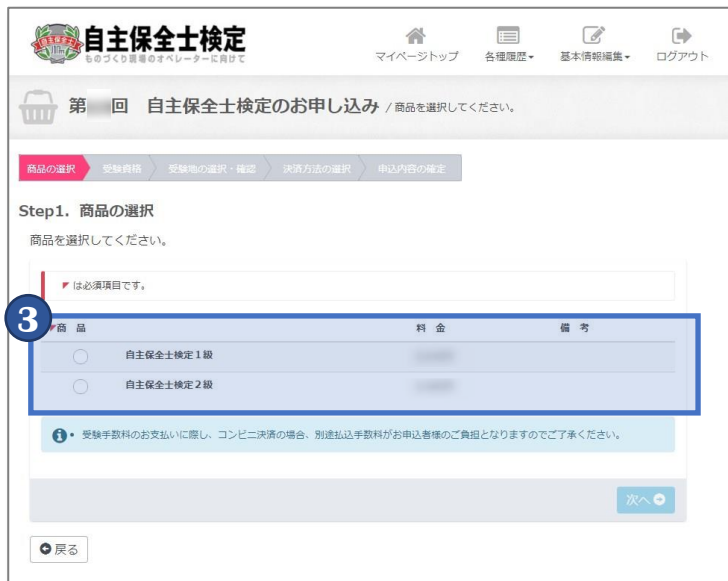 自主保全士検定
ものづくり現場のオペレーターに向けて
マイページトップ
各種履歴
基本情報編集
ログアウト
第 回 自主保全士検定のお申し込み / 商品を選択してください。
商品の選択
受験資格
受験地の選択・確認
決済方法の選択
申込内容の確定
Step1. 商品の選択
商品を選択してください。
は必須項目です。
3
商 品 料 金 備 考
自主保全士検定1級
自主保全士検定2級
• 受験手数料のお支払いに際し、コンビニ決済の場合、別途払込手数料がお申込者様のご負担となりますのでご了承ください。
次へ
戻る